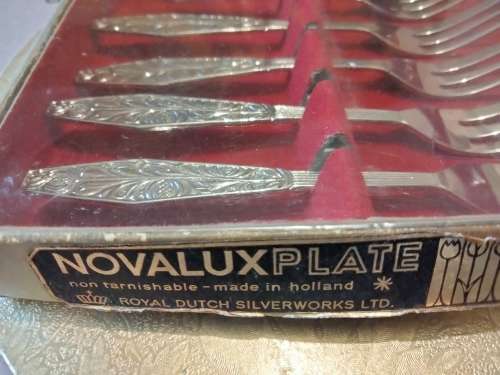 NOVALUXPLATE
non tarnishable - made in holland
ROYAL DUTCH SILVERWORKS LTD.